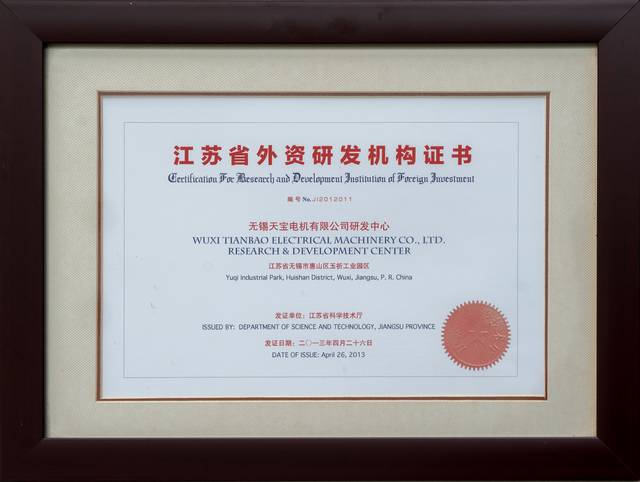 江苏省外资研发机构证书
Certification For Research and Development Institution of Foreign Investment
编 号 No. JI2012011
无锡天宝电机有限公司研发中心
WUXI TIANBAO ELECTRICAL MACHINERY CO., LTD.
RESEARCH & DEVELOPMENT CENTER
江苏省无锡市惠山区玉祈工业园区
Yuqi Industrial Park, Huishan District, Wuxi, Jiangsu, P. R. China
发证单位：江苏省科学技术厅
ISSUED BY: DEPARTMENT OF SCIENCE AND TECHNOLOGY, JIANGSU PROVINCE
发证日期：二〇一三年四月二十六日
DATE OF ISSUE: April 26, 2013